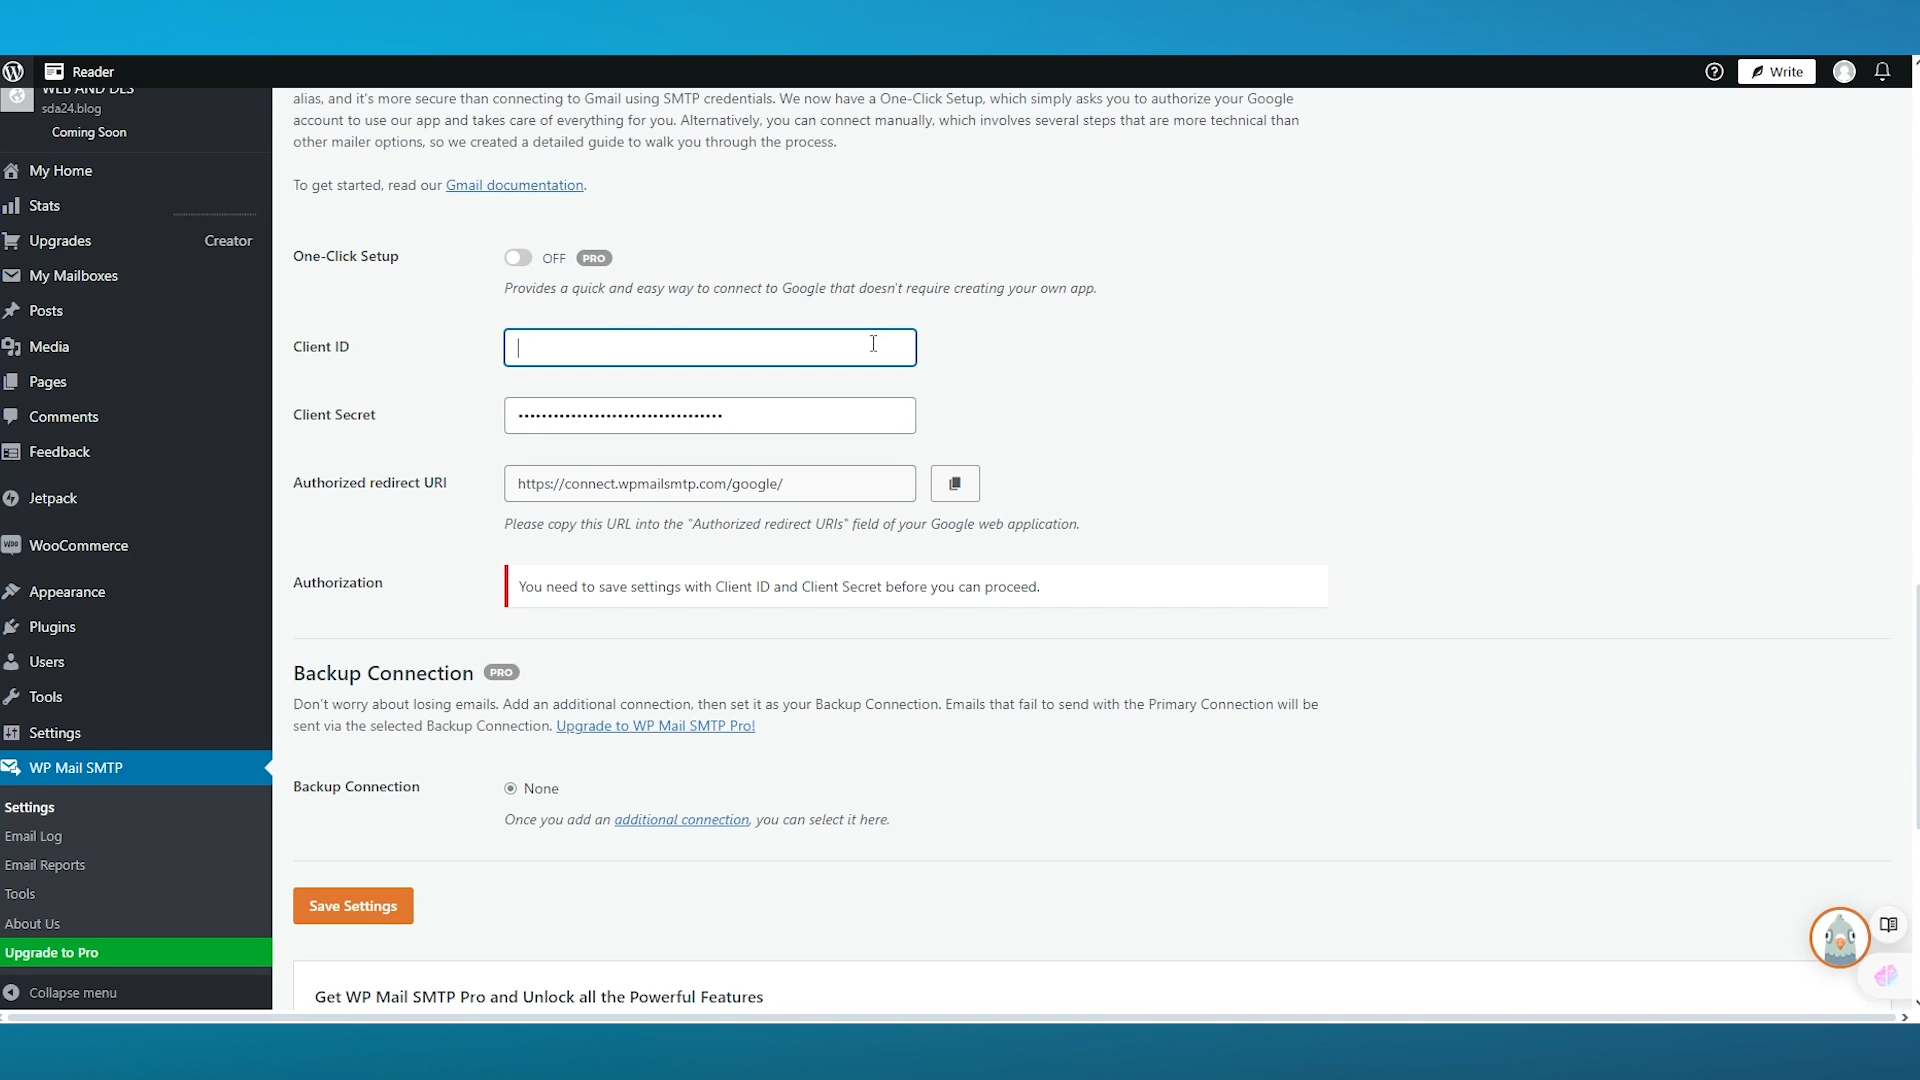 Reader
Write
WEB AND DES
sda24.blog
Coming Soon
My Home
Stats
Upgrades
Creator
My Mailboxes
Posts
Media
Pages
Comments
Feedback
Jetpack
WooCommerce
Appearance
Plugins
Users
Tools
Settings
WP Mail SMTP
Settings
Email Log
Email Reports
Tools
About Us
Upgrade to Pro
Collapse menu
alias, and it's more secure than connecting to Gmail using SMTP credentials. We now have a One-Click Setup, which simply asks you to authorize your Google
account to use our app and takes care of everything for you. Alternatively, you can connect manually, which involves several steps that are more technical than
other mailer options, so we created a detailed guide to walk you through the process.
To get started, read our Gmail documentation.
One-Click Setup
OFF
PRO
Provides a quick and easy way to connect to Google that doesn't require creating your own app.
Client ID
Client Secret
Authorized redirect URI
https://connect.wpmailsmtp.com/google/
Please copy this URL into the "Authorized redirect URIs" field of your Google web application.
Authorization
You need to save settings with Client ID and Client Secret before you can proceed.
Backup Connection
PRO
Don't worry about losing emails. Add an additional connection, then set it as your Backup Connection. Emails that fail to send with the Primary Connection will be
sent via the selected Backup Connection. Upgrade to WP Mail SMTP Pro!
Backup Connection
None
Once you add an additional connection, you can select it here.
Save Settings
Get WP Mail SMTP Pro and Unlock all the Powerful Features